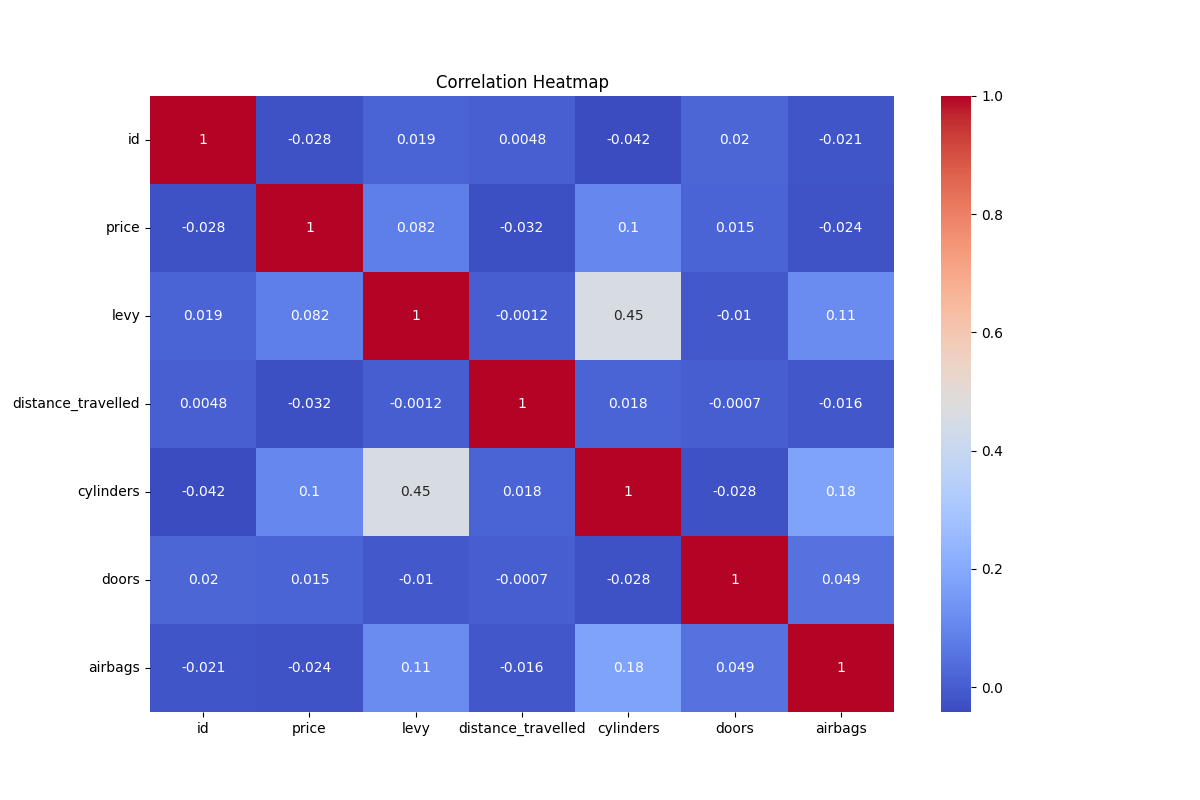 Correlation Heatmap
id 1 -0.028 0.019 0.0048 -0.042 0.02 -0.021
price -0.028 1 0.082 -0.032 0.1 0.015 -0.024
levy 0.019 0.082 1 -0.0012 0.45 -0.01 0.11
distance_travelled 0.0048 -0.032 -0.0012 1 0.018 -0.0007 -0.016
cylinders -0.042 0.1 0.45 0.018 1 -0.028 0.18
doors 0.02 0.015 -0.01 -0.0007 -0.028 1 0.049
airbags -0.021 -0.024 0.11 -0.016 0.18 0.049 1
id price levy distance_travelled cylinders doors airbags
1.0
0.8
0.6
0.4
0.2
0.0